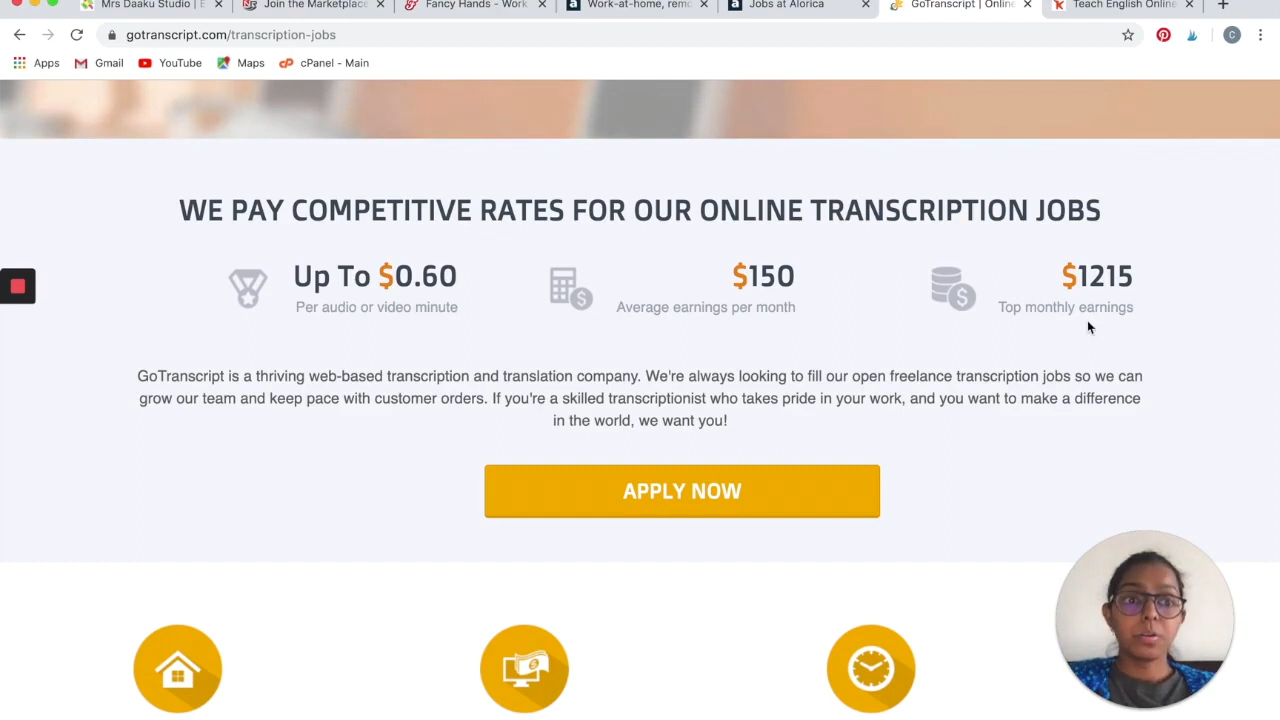 Mrs Daaku Studio | E
Join the Marketplace
Fancy Hands - Work
Work-at-home, remo
Jobs at Alorica
GoTranscript | Online
Teach English Online
gotranscript.com/transcription-jobs
Apps
Gmail
YouTube
Maps
cPanel - Main
WE PAY COMPETITIVE RATES FOR OUR ONLINE TRANSCRIPTION JOBS
Up To $0.60
Per audio or video minute
$150
Average earnings per month
$1215
Top monthly earnings
GoTranscript is a thriving web-based transcription and translation company. We're always looking to fill our open freelance transcription jobs so we can
grow our team and keep pace with customer orders. If you're a skilled transcriptionist who takes pride in your work, and you want to make a difference
in the world, we want you!
APPLY NOW